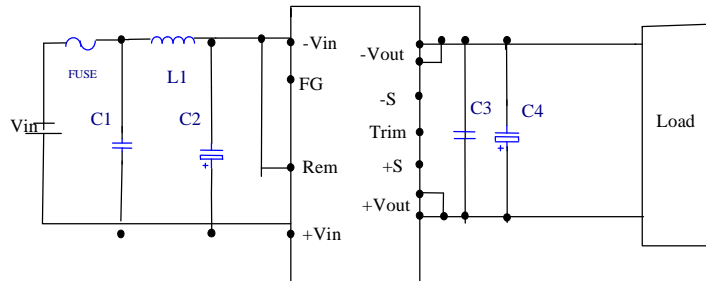 -Vin
-Vout
FUSE
L1
FG
-S
C1
C2
C3
C4
Vin
Trim
Load
Rem
+S
+Vout
+Vin
+
+